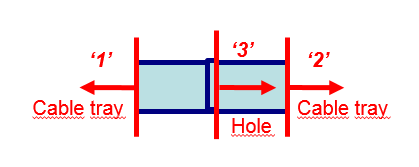 ‘3’
‘1’ ‘2’
Cable tray Cable tray
Hole